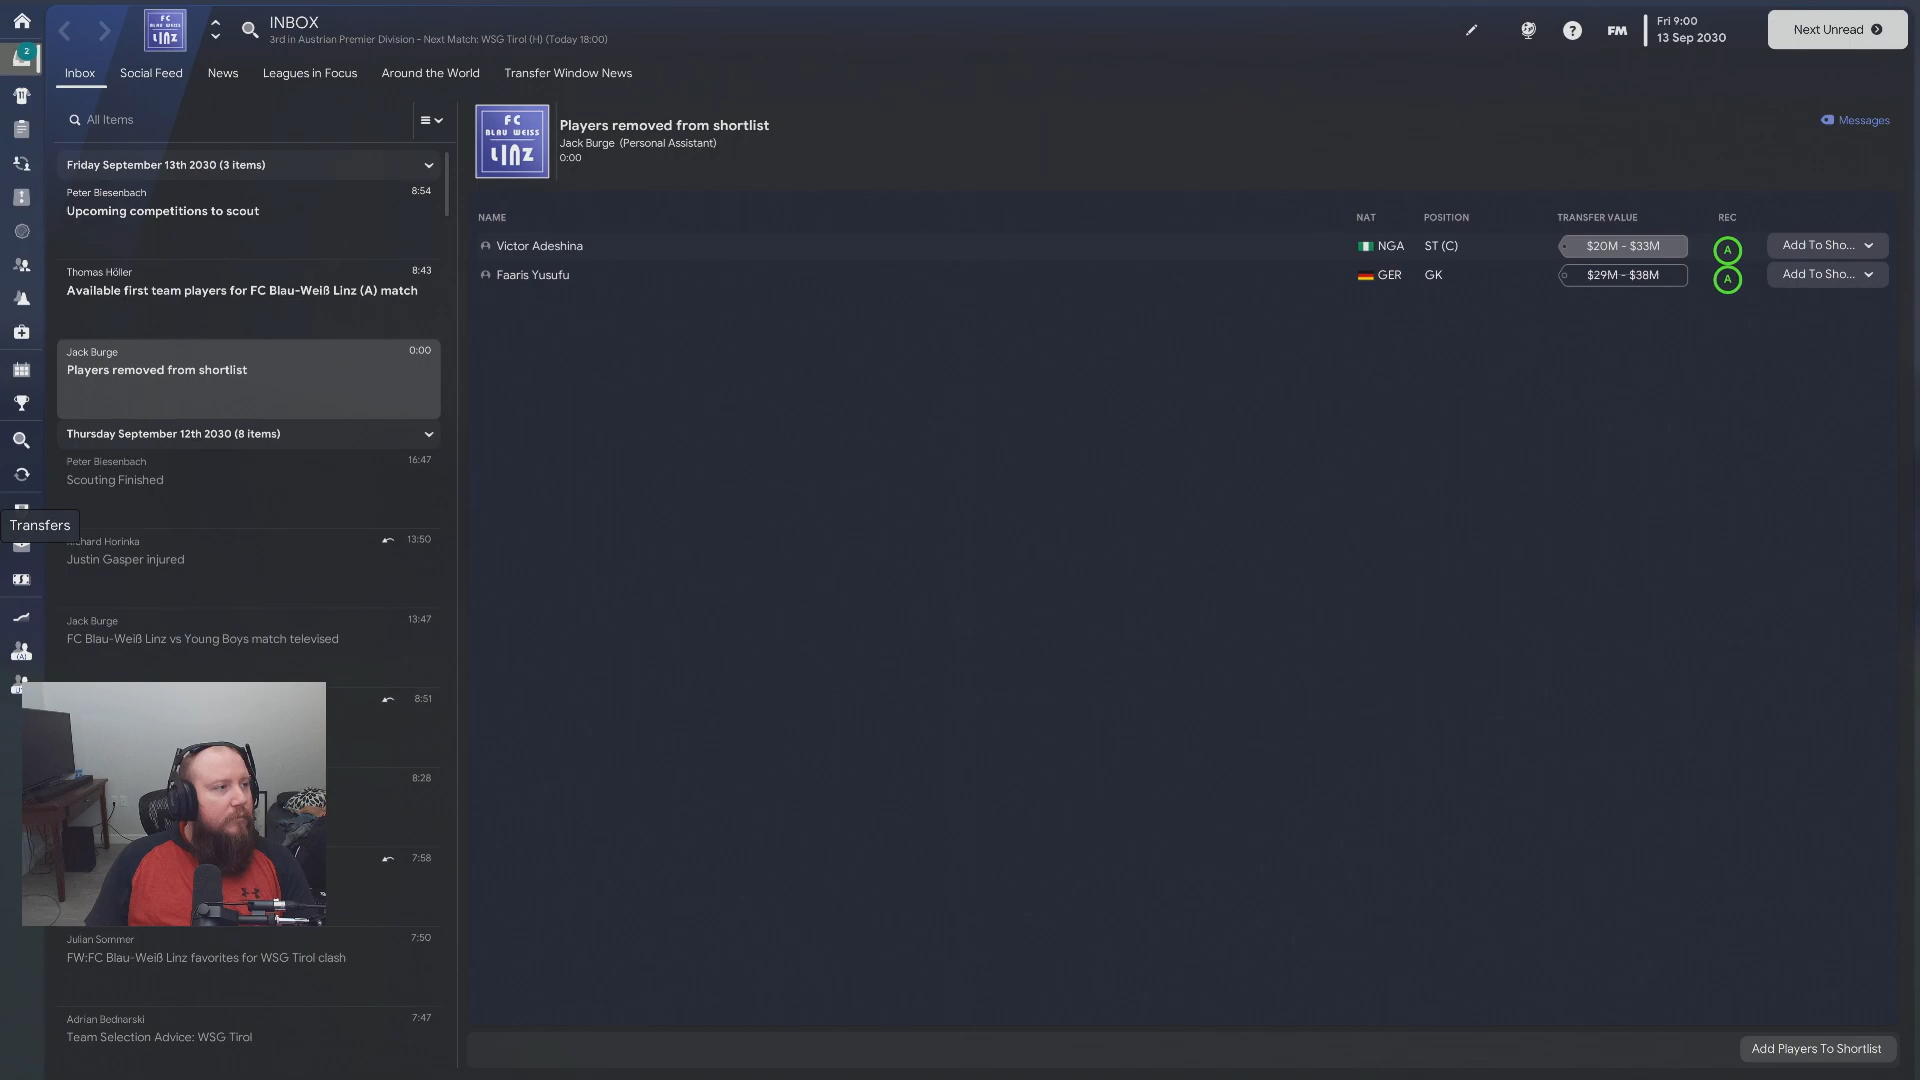 2
FC
BLAU WEISS
LINZ
INBOX
3rd in Austrian Premier Division - Next Match: WSG Tirol (H) (Today 18:00)
FM
Fri 9:00
13 Sep 2030
Next Unread
Inbox
Social Feed
News
Leagues in Focus
Around the World
Transfer Window News
All Items
Friday September 13th 2030 (3 items)
Peter Biesenbach
8:54
Upcoming competitions to scout
Thomas Höller
8:43
Available first team players for FC Blau-Weiß Linz (A) match
Jack Burge
0:00
Players removed from shortlist
Thursday September 12th 2030 (8 items)
Peter Biesenbach
16:47
Scouting Finished
Transfers
Horinka
13:50
Justin Gasper injured
Jack Burge
13:47
FC Blau-Weiß Linz vs Young Boys match televised
8:51
8:28
7:58
Julian Sommer
7:50
FW:FC Blau-Weiß Linz favorites for WSG Tirol clash
Adrian Bednarski
7:47
Team Selection Advice: WSG Tirol
FC
BLAU WEISS
LINZ
Players removed from shortlist
Jack Burge (Personal Assistant)
0:00
Messages
NAME
NAT
POSITION
TRANSFER VALUE
REC
Victor Adeshina
NGA
ST (C)
$20M - $33M
A
Add To Sho...
Faaris Yusufu
GER
GK
$29M - $38M
A
Add To Sho...
Add Players To Shortlist